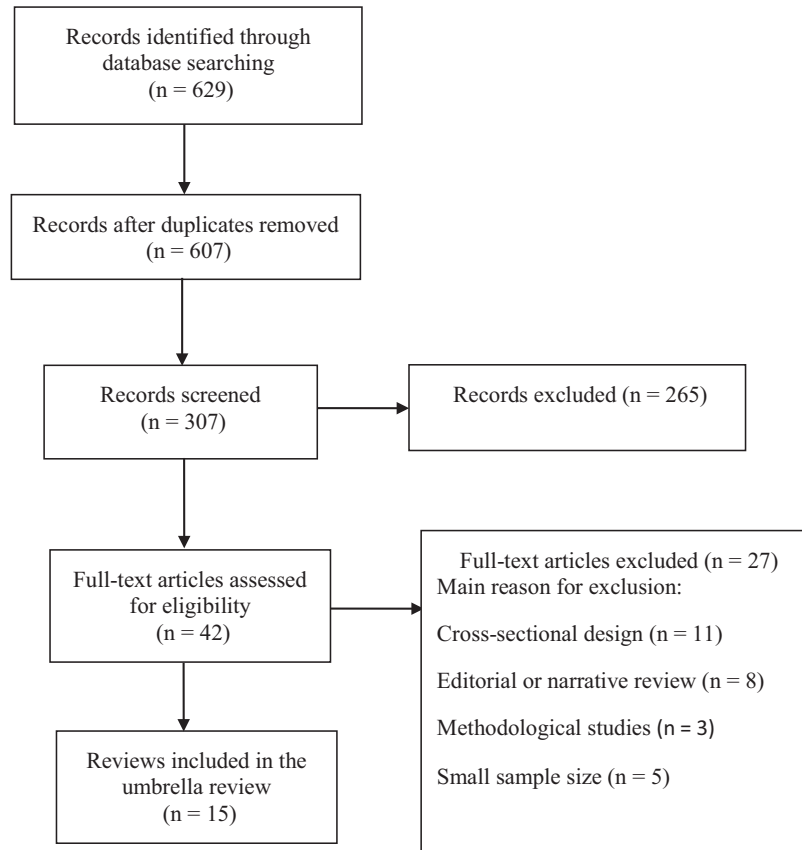 Records identified through
database searching
(n = 629)
Records after duplicates removed
(n = 607)
Records screened
(n = 307)
Records excluded (n = 265)
Full-text articles assessed
for eligibility
(n = 42)
Full-text articles excluded (n = 27)
Main reason for exclusion:
Cross-sectional design (n = 11)
Editorial or narrative review (n = 8)
Methodological studies (n = 3)
Small sample size (n = 5)
Reviews included in the
umbrella review
(n = 15)